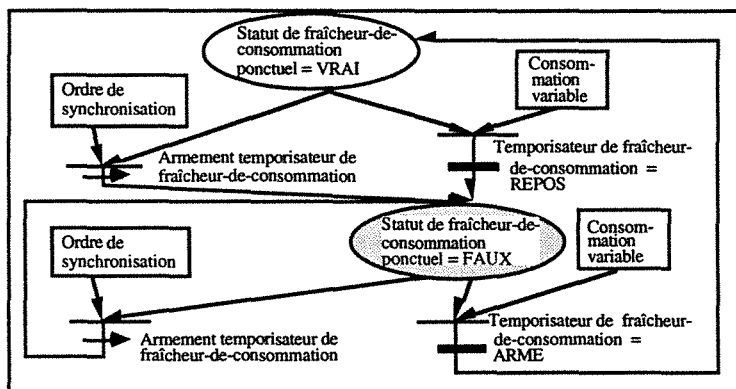 Statut de fraîcheur-de-
consommation
ponctuel = VRAI
Ordre de
synchronisation
Consom-
mation
variable
Armement temporisateur de
fraîcheur-de-consommation
Temporisateur de fraîcheur-
de-consommation =
REPOS
Statut de fraîcheur-de-
consommation
ponctuel = FAUX
Ordre de
synchronisation
Consom-
mation
variable
Armement temporisateur de
fraîcheur-de-consommation
Temporisateur de fraîcheur-
de-consommation =
ARME